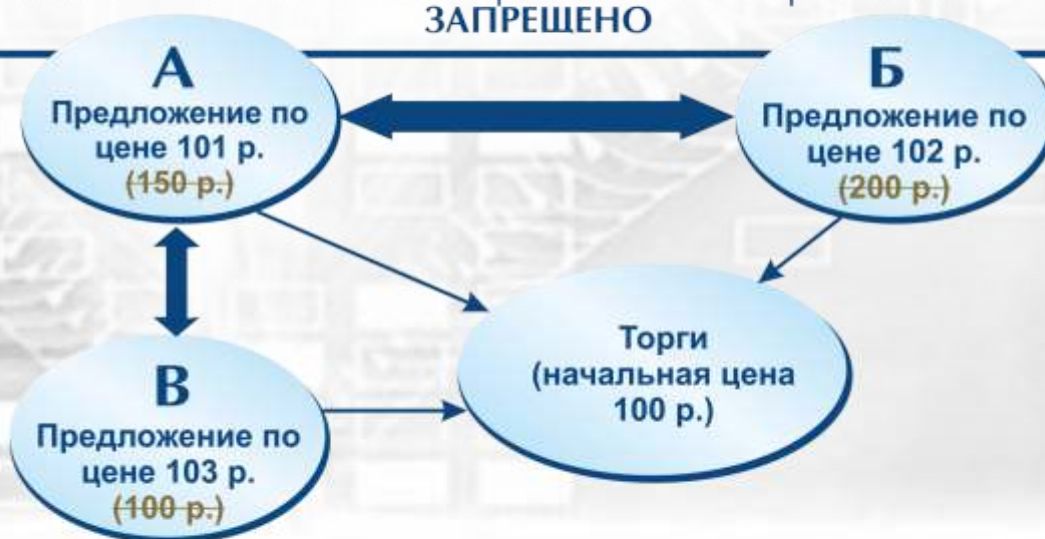 ЗАПРЕЩЕНО
А
Предложение по
цене 101 р.
(150 р.)
Б
Предложение по
цене 102 р.
(200 р.)
В
Предложение по
цене 103 р.
(100 р.)
Торги
(начальная цена
100 р.)